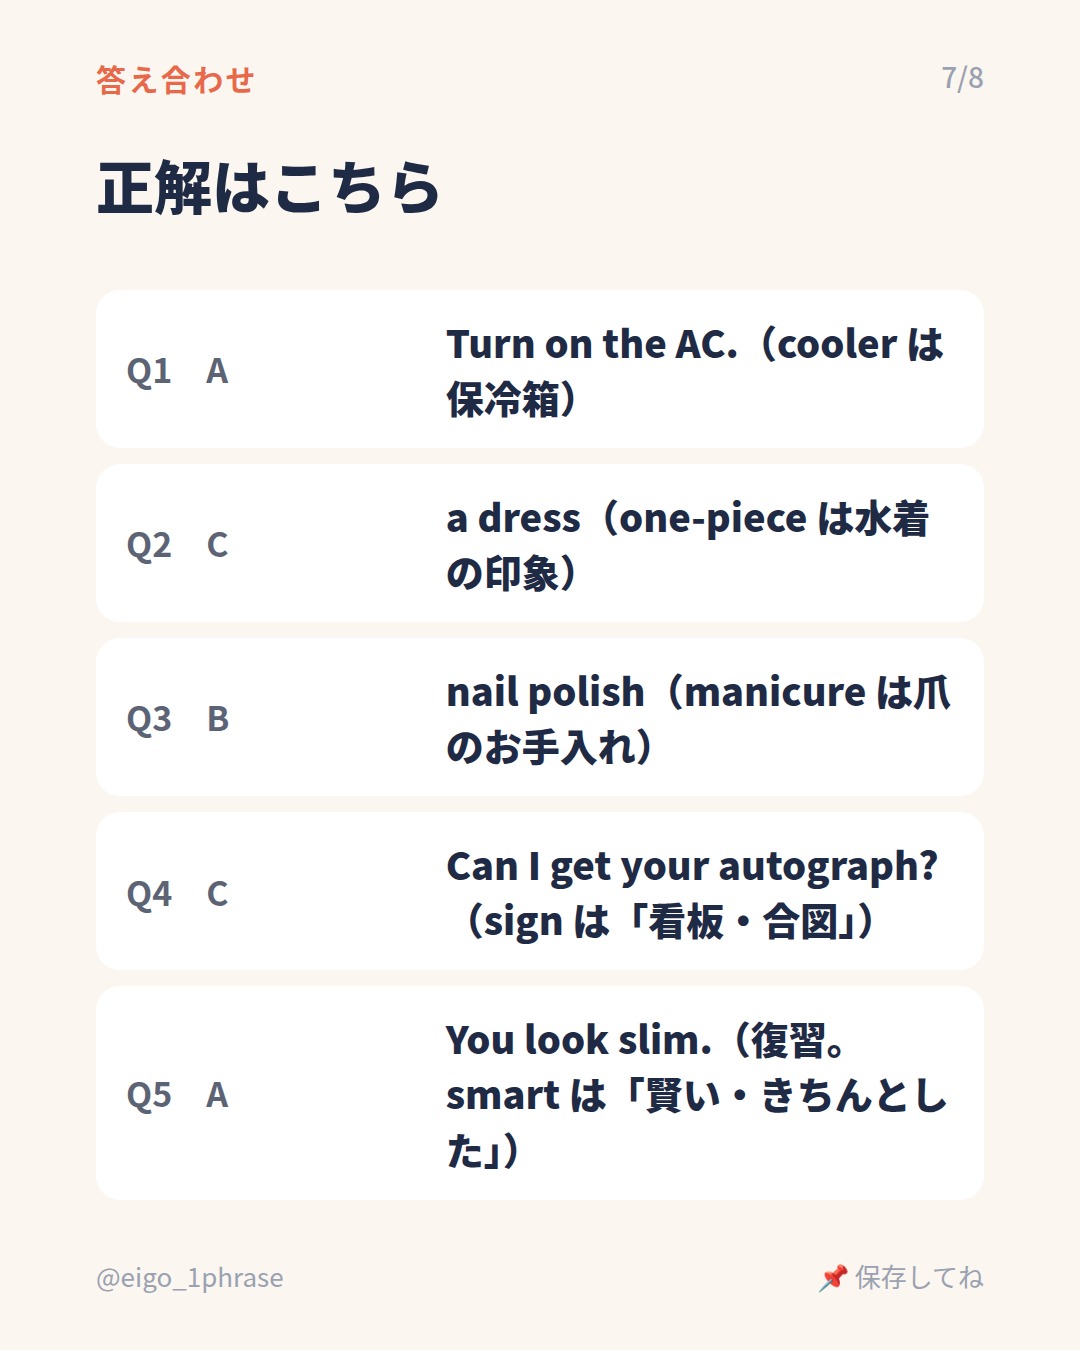 答え合わせ
7/8
正解はこちら
Q1 A
Turn on the AC.（cooler は
保冷箱）
Q2 C
a dress（one-piece は水着
の印象）
Q3 B
nail polish（manicure は爪
のお手入れ）
Q4 C
Can I get your autograph?
（sign は「看板・合図」）
Q5 A
You look slim.（復習。
smart は「賢い・きちんとし
た」）
@eigo_1phrase
📌 保存してね